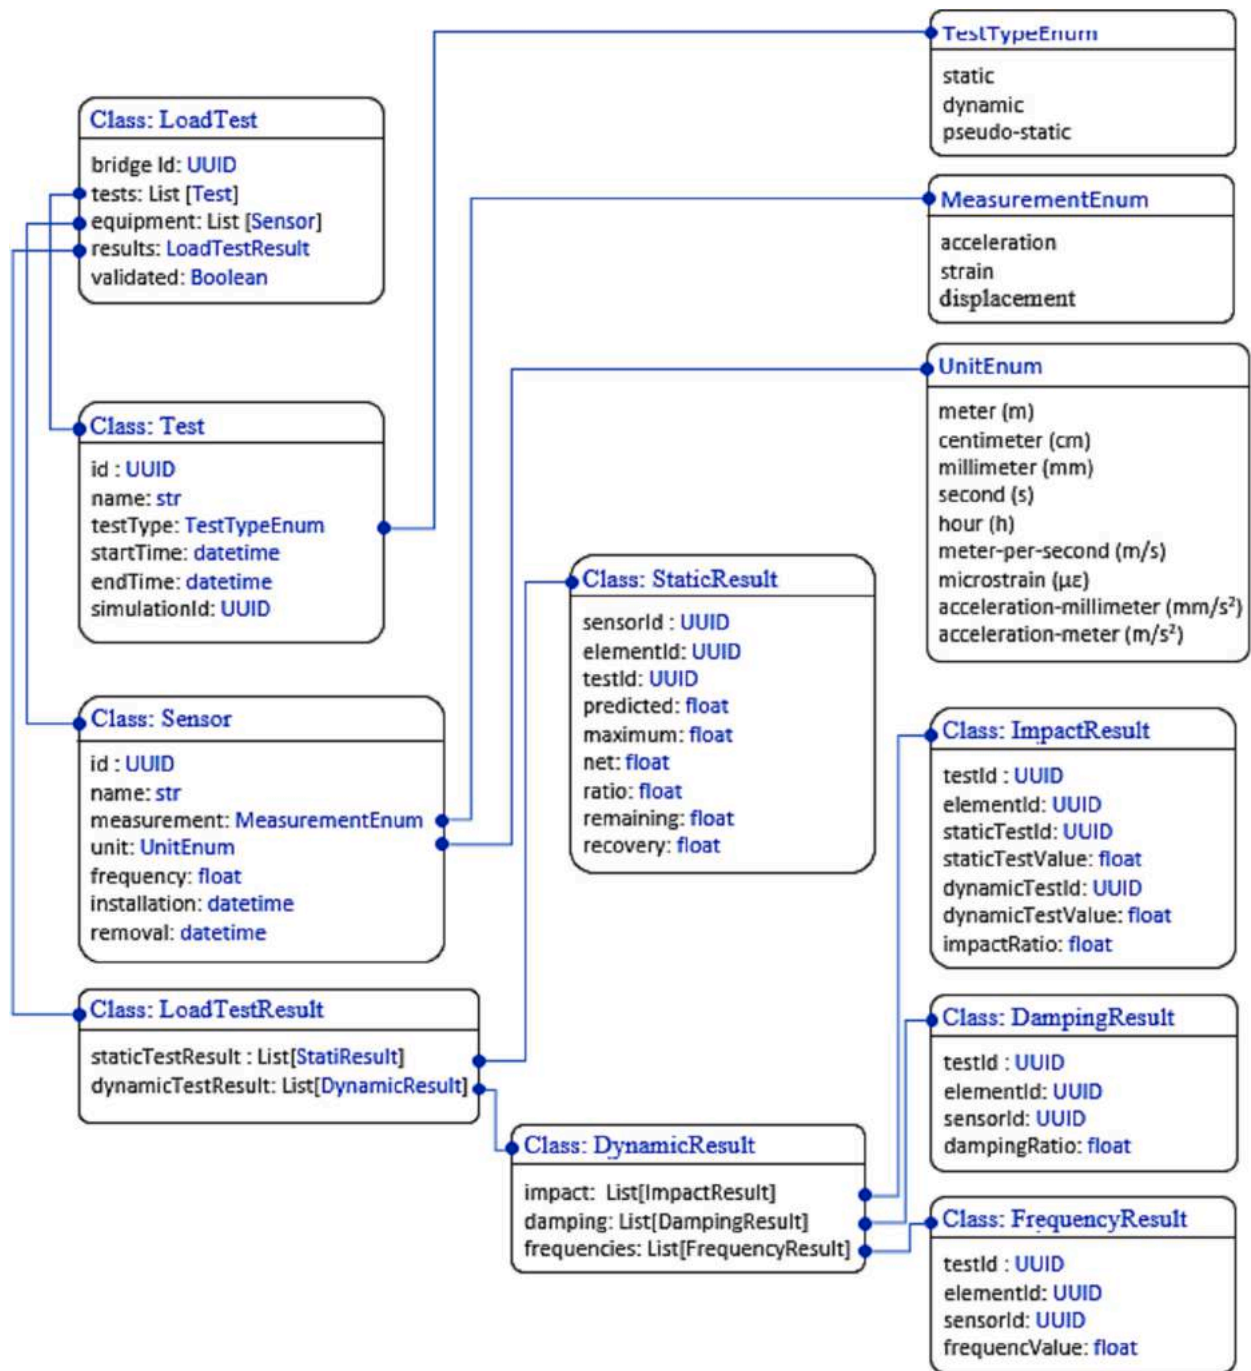 TestTypeEnum
static
dynamic
pseudo-static
Class: LoadTest
bridge Id: UUID
tests: List [Test]
equipment: List [Sensor]
results: LoadTestResult
validated: Boolean
MeasurementEnum
acceleration
strain
displacement
UnitEnum
meter (m)
centimeter (cm)
millimeter (mm)
second (s)
hour (h)
meter-per-second (m/s)
microstrain (με)
acceleration-millimeter (mm/s²)
acceleration-meter (m/s²)
Class: Test
id : UUID
name: str
testType: TestTypeEnum
startTime: datetime
endTime: datetime
simulationId: UUID
Class: StaticResult
sensorId : UUID
elementId: UUID
testId: UUID
predicted: float
maximum: float
net: float
ratio: float
remaining: float
recovery: float
Class: Sensor
id : UUID
name: str
measurement: MeasurementEnum
unit: UnitEnum
frequency: float
installation: datetime
removal: datetime
Class: ImpactResult
testId : UUID
elementId: UUID
staticTestId: UUID
staticTestValue: float
dynamicTestId: UUID
dynamicTestValue: float
impactRatio: float
Class: LoadTestResult
staticTestResult : List[StatiResult]
dynamicTestResult: List[DynamicResult]
Class: DampingResult
testId : UUID
elementId: UUID
sensorId: UUID
dampingRatio: float
Class: DynamicResult
impact: List[ImpactResult]
damping: List[DampingResult]
frequencies: List[FrequencyResult]
Class: FrequencyResult
testId : UUID
elementId: UUID
sensorId: UUID
frequencValue: float